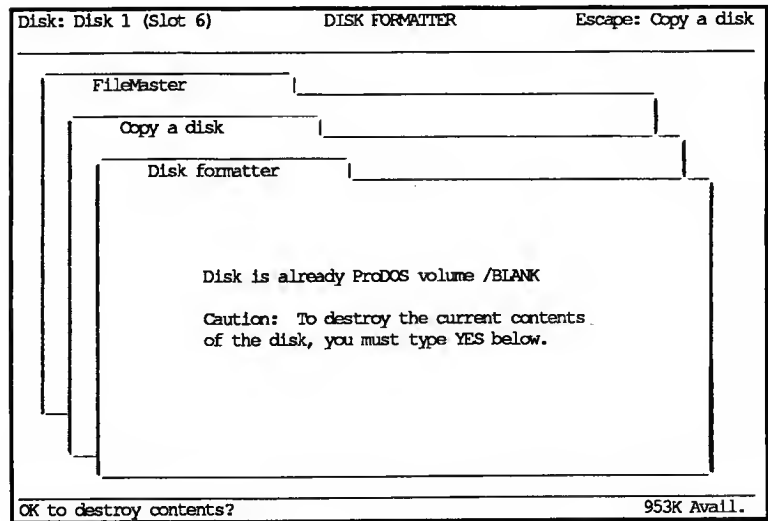 Disk: Disk 1 (Slot 6) DISK FORMATTER Escape: Copy a disk
FileMaster
Copy a disk
Disk formatter
Disk is already ProDOS volume /BLANK
Caution: To destroy the current contents
of the disk, you must type YES below.
OK to destroy contents? 953K Avail.